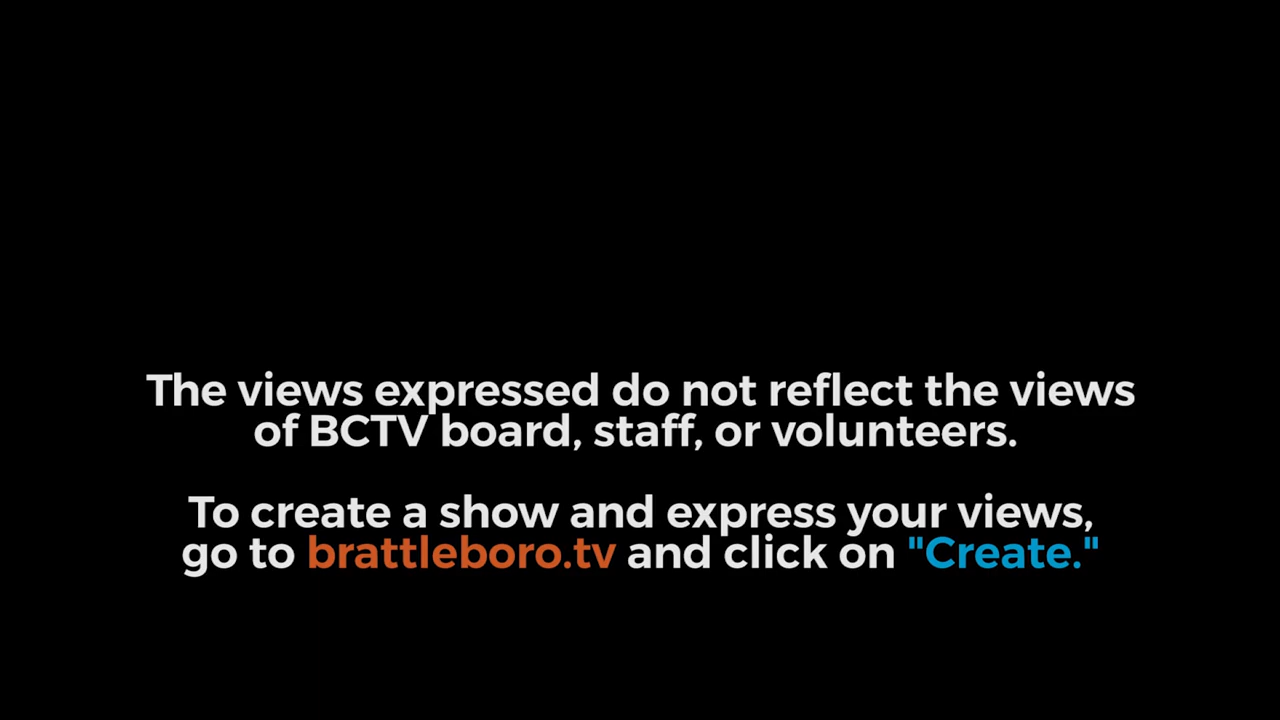 The views expressed do not reflect the views
of BCTV board, staff, or volunteers.
To create a show and express your views,
go to brattleboro.tv and click on "Create."